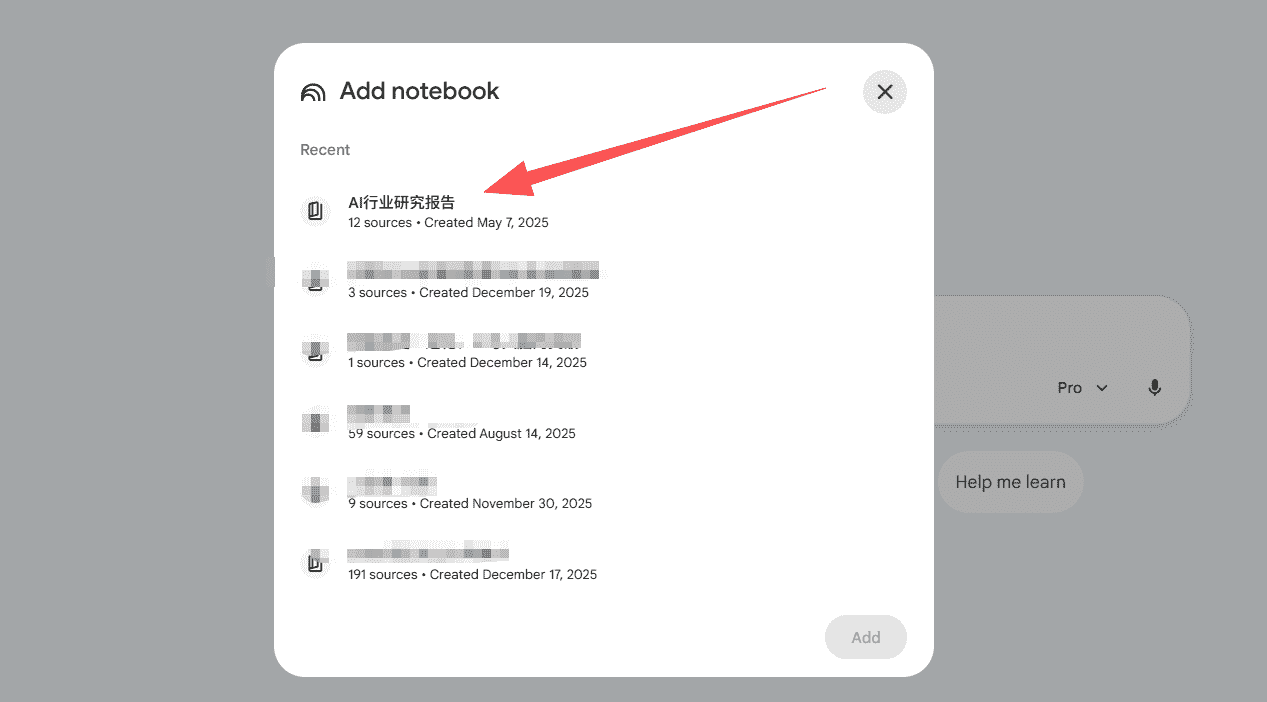 Add notebook
Recent
AI行业研究报告
12 sources • Created May 7, 2025
3 sources • Created December 19, 2025
1 sources • Created December 14, 2025
59 sources • Created August 14, 2025
9 sources • Created November 30, 2025
191 sources • Created December 17, 2025
Add
Pro
Help me learn